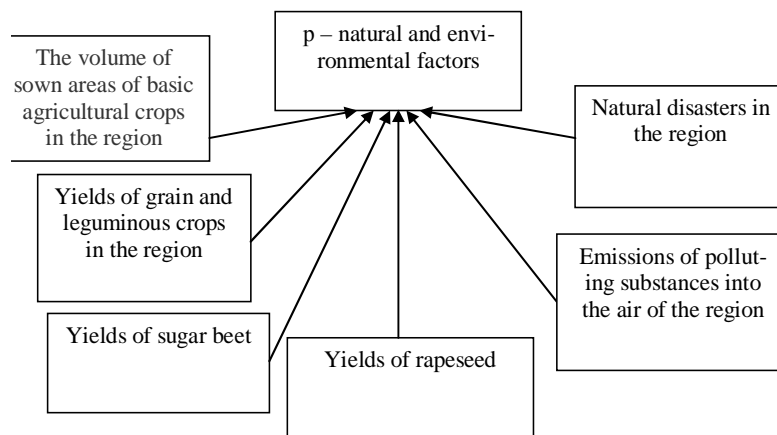 p – natural and envi-
ronmental factors
The volume of
sown areas of basic
agricultural crops
in the region
Natural disasters in
the region
Yields of grain and
leguminous crops
in the region
Emissions of pollut-
ing substances into
the air of the region
Yields of sugar beet
Yields of rapeseed